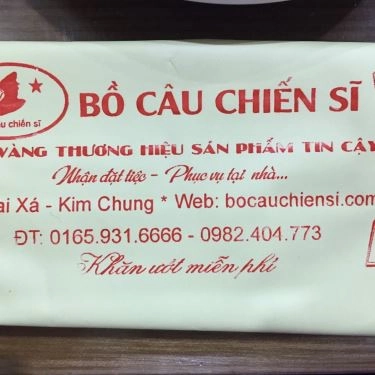 BỒ CÂU CHIẾN SĨ
câu chiến sĩ
VÀNG THƯƠNG HIỆU SẢN PHẨM TIN CẬY
Nhận đặt tiệc - Phục vụ tại nhà...
ai Xá - Kim Chung * Web: bocauchiensi.com
ĐT: 0165.931.6666 - 0982.404.773
Khăn ướt miễn phí